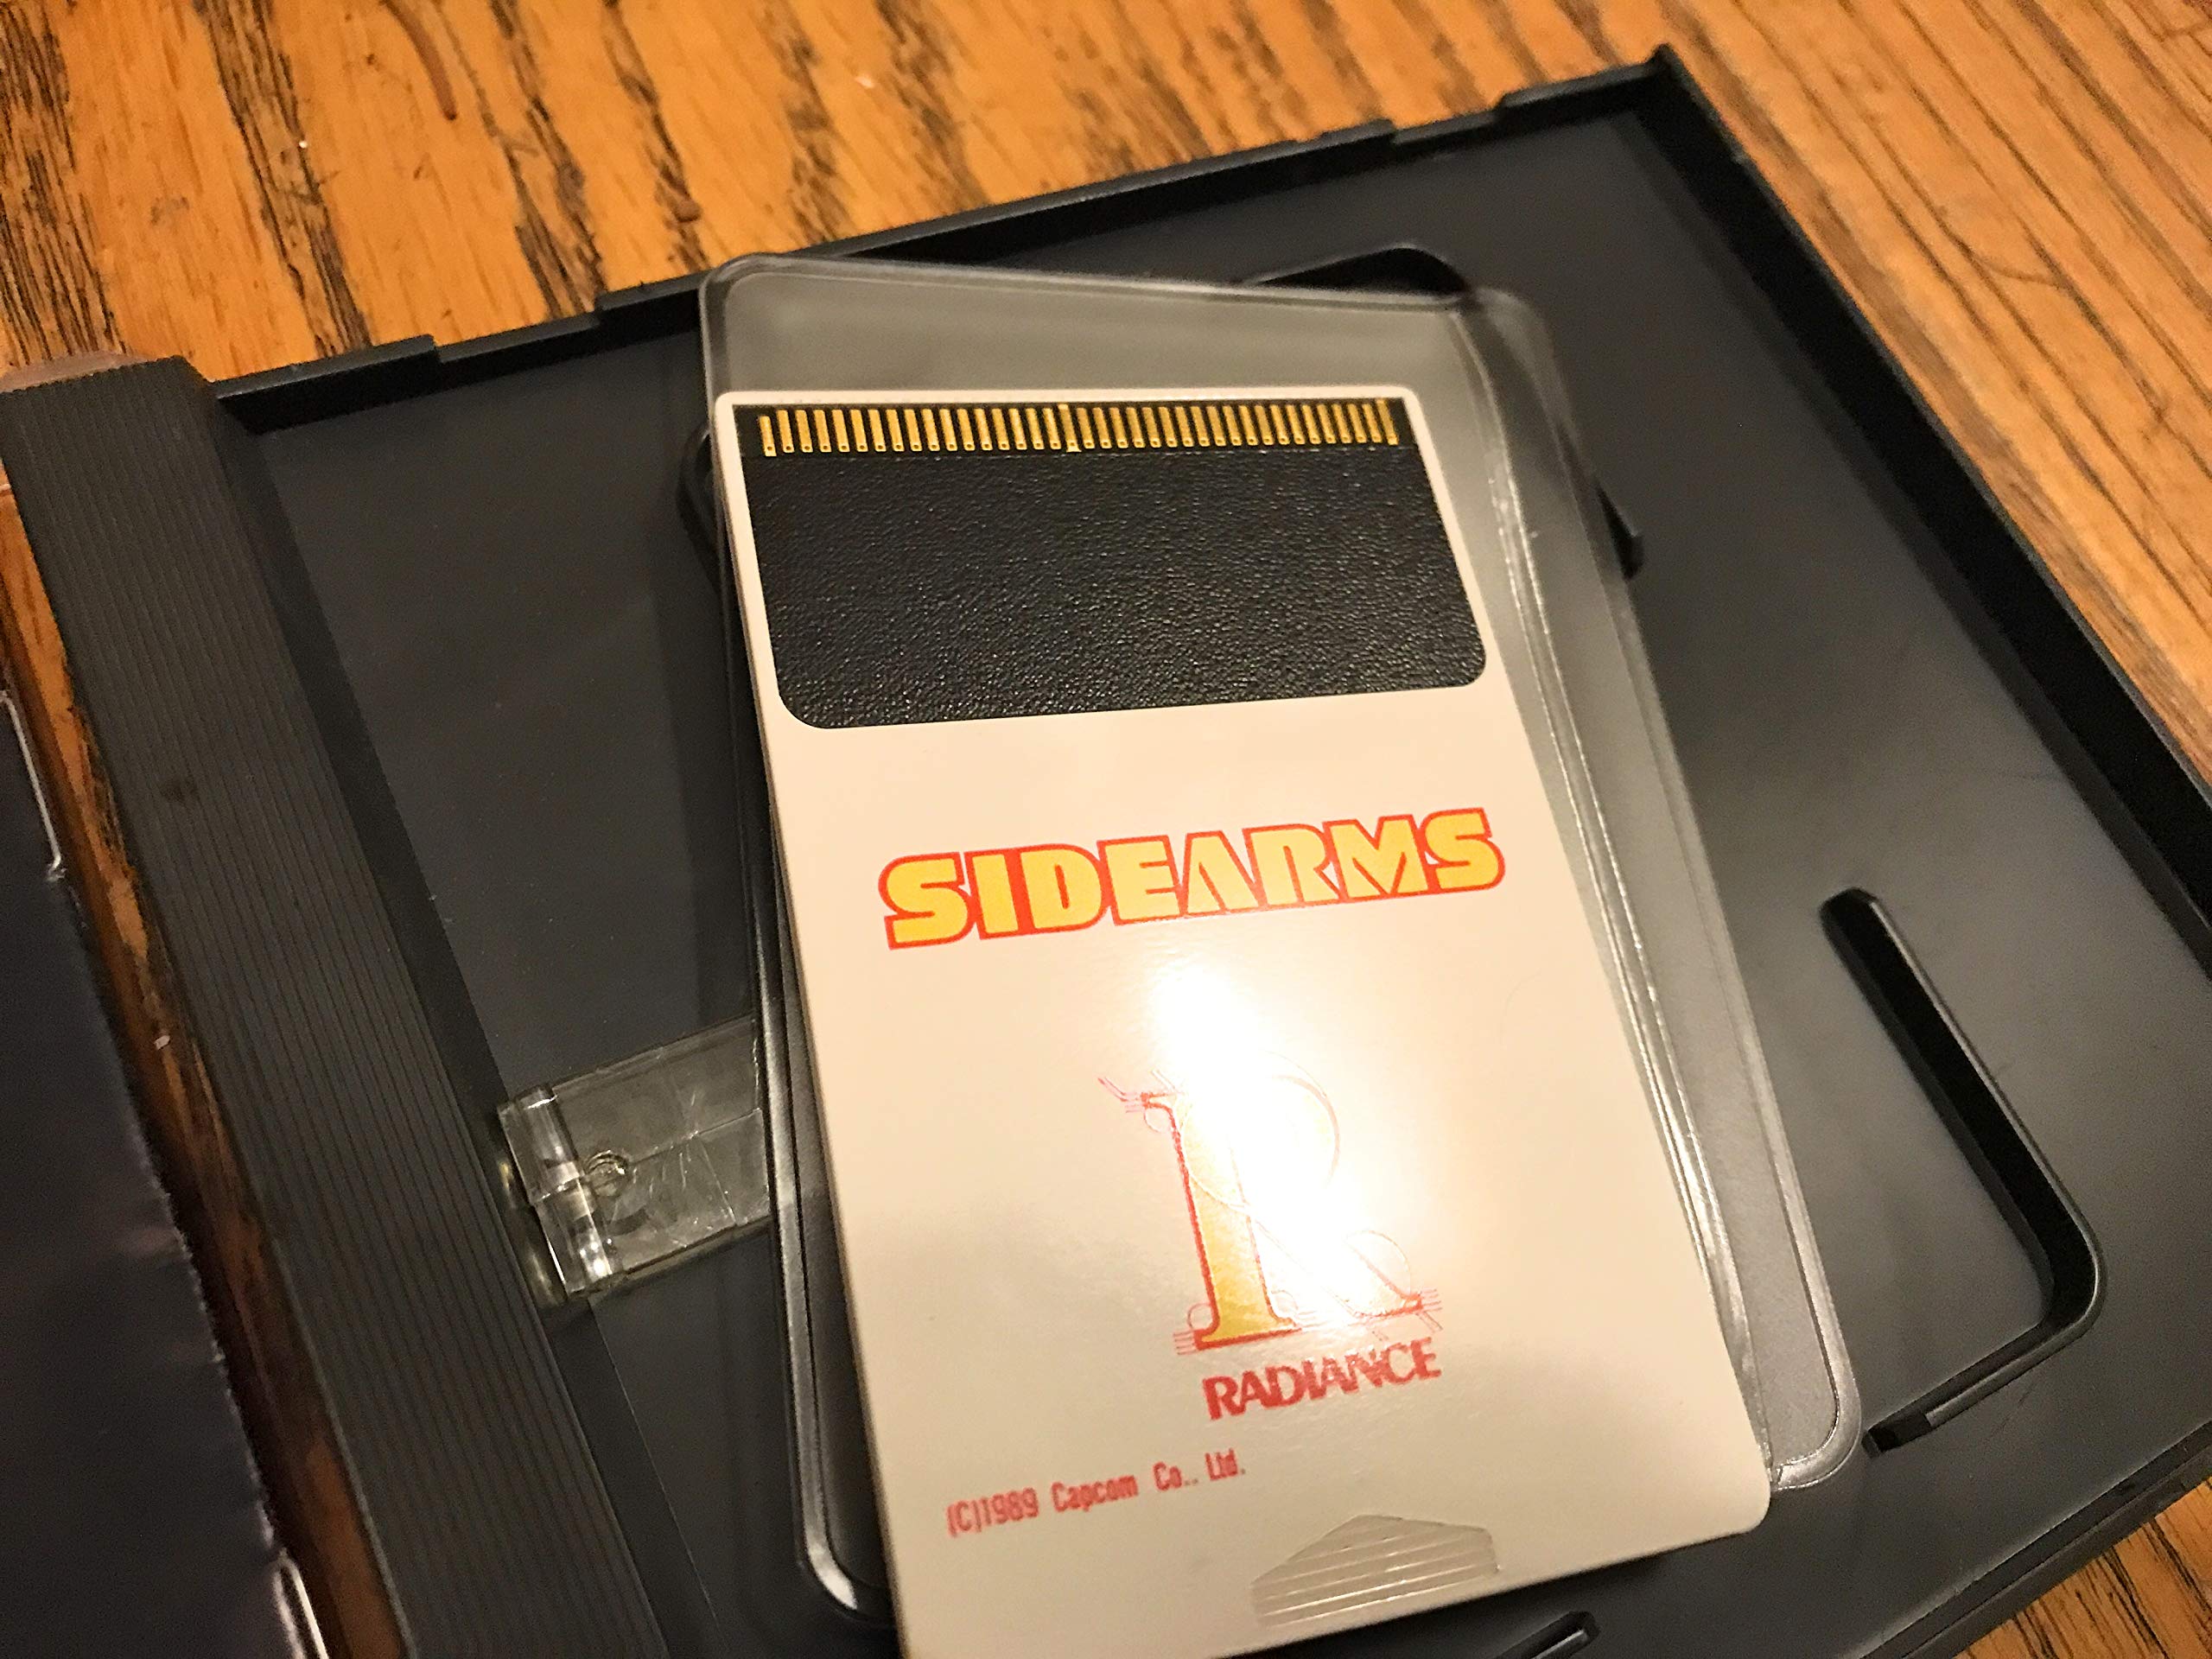 SIDEARMS
R
RADIANCE
(C)1989 Capcom Co., Ltd.